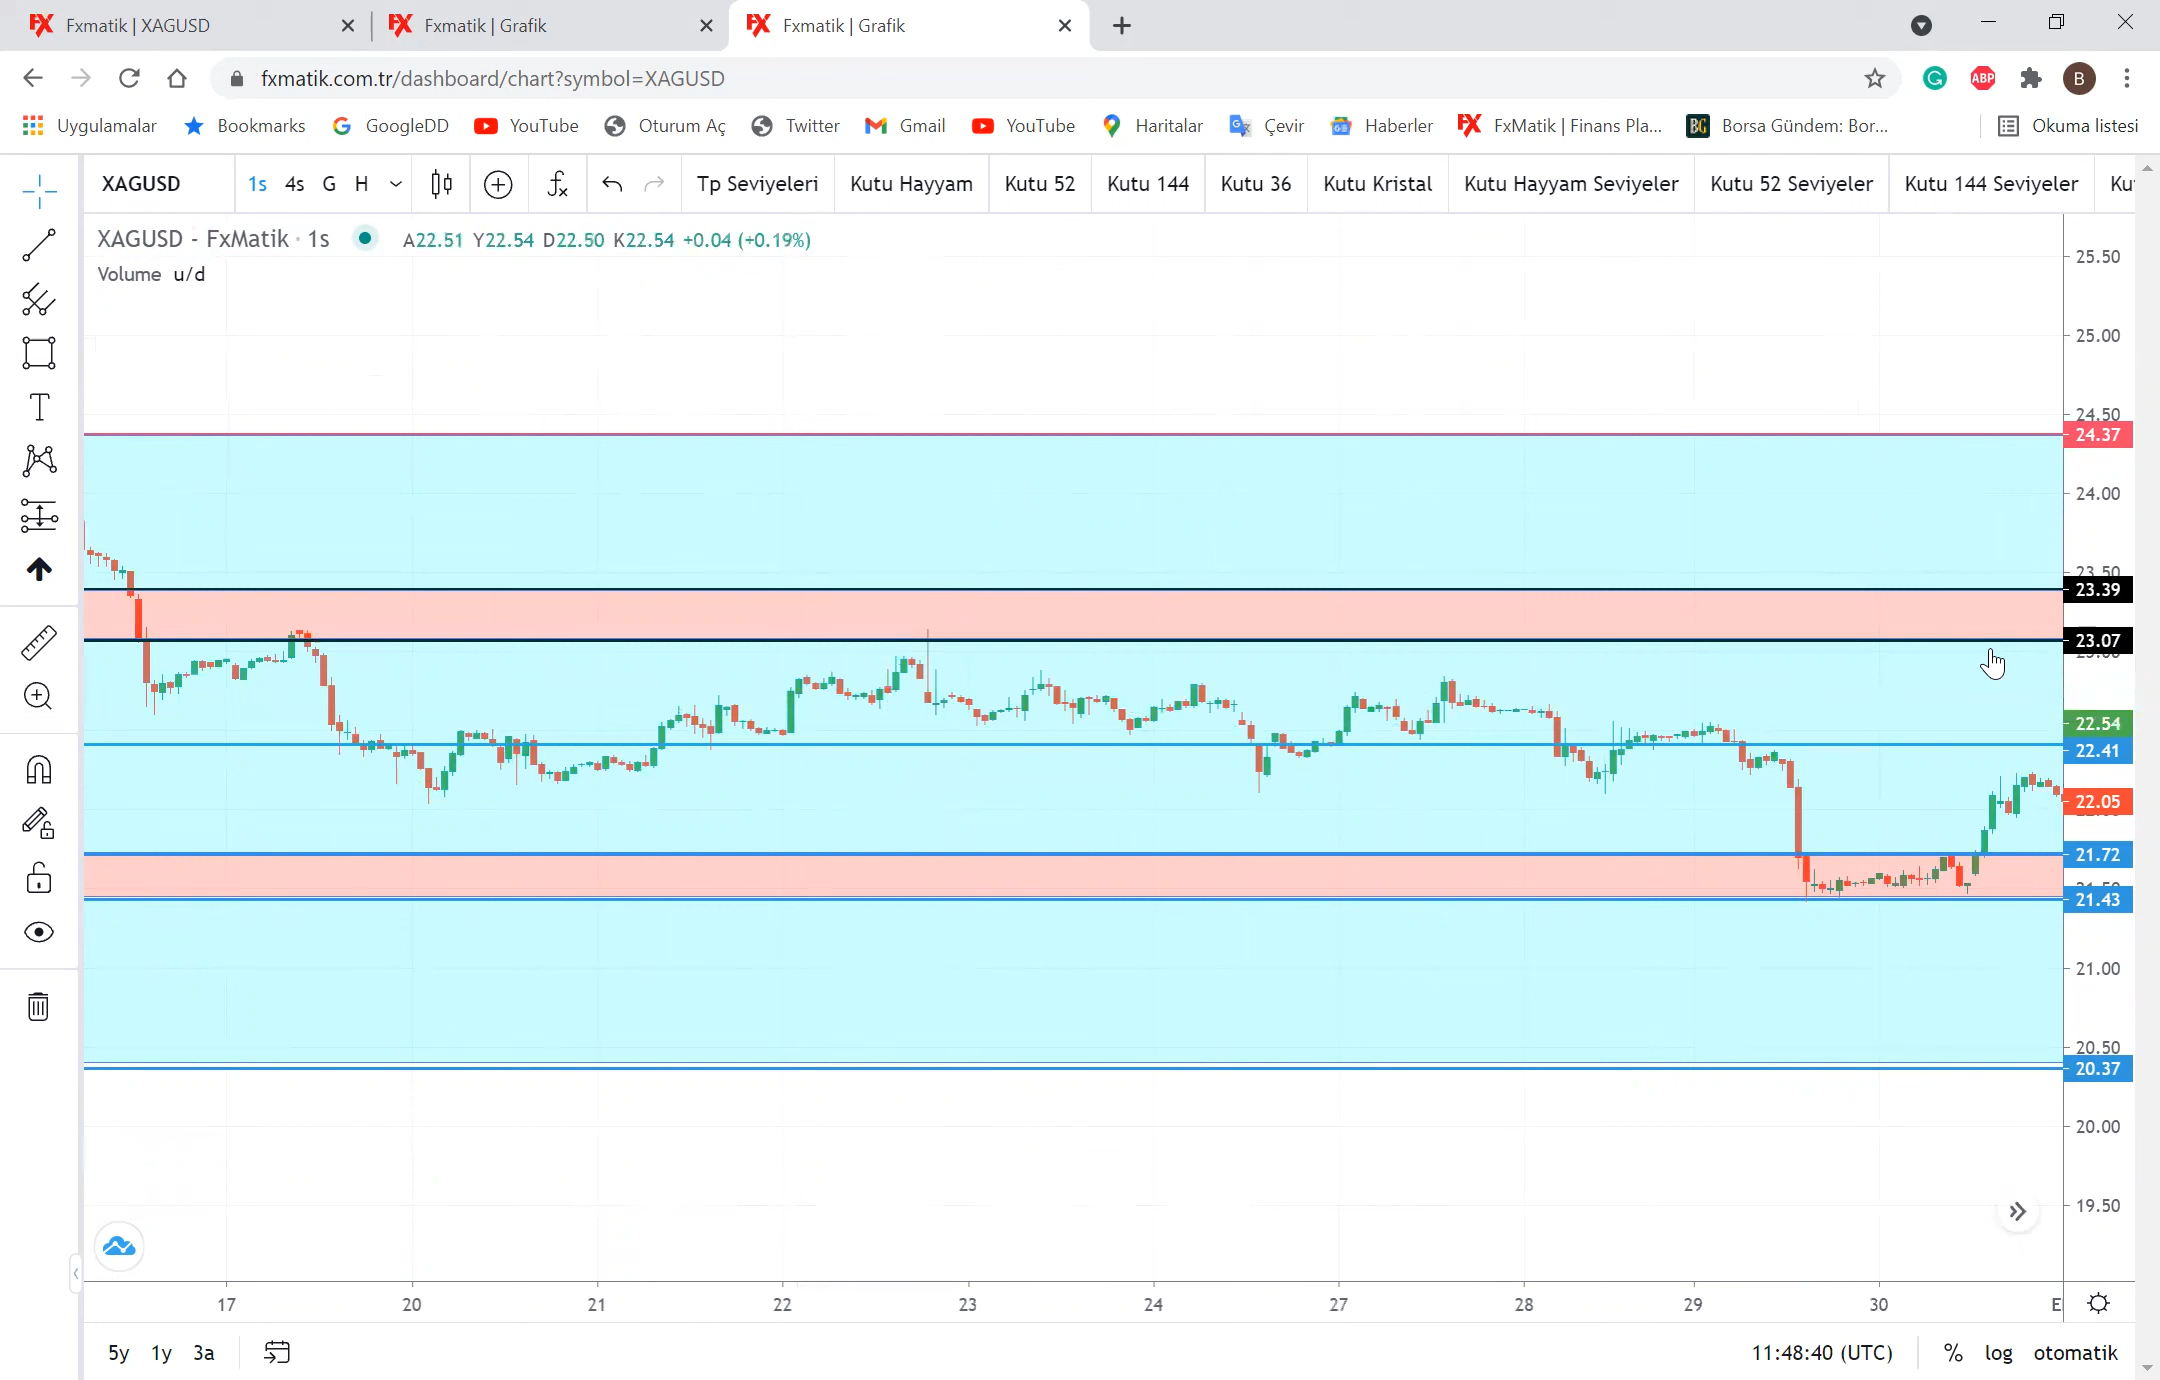 Fxmatik | XAGUSD
Fxmatik | Grafik
Fxmatik | Grafik
fxmatik.com.tr/dashboard/chart?symbol=XAGUSD
ABP
B
Uygulamalar
Bookmarks
GoogleDD
YouTube
Oturum Aç
Twitter
Gmail
YouTube
Haritalar
Çevir
Haberler
FxMatik | Finans Pla...
Borsa Gündem: Bor...
Okuma listesi
XAGUSD
1s 4s G H
Tp Seviyeleri
Kutu Hayyam
Kutu 52
Kutu 144
Kutu 36
Kutu Kristal
Kutu Hayyam Seviyeler
Kutu 52 Seviyeler
Kutu 144 Seviyeler
Ku
XAGUSD - FxMatik · 1s A22.51 Y22.54 D22.50 K22.54 +0.04 (+0.19%)
Volume u/d
25.50
25.00
24.50
24.37
24.00
23.50
23.39
23.07
22.54
22.41
22.05
21.72
21.43
21.00
20.50
20.37
20.00
19.50
17 20 21 22 23 24 27 28 29 30 E
5y 1y 3a
11:48:40 (UTC) % log otomatik